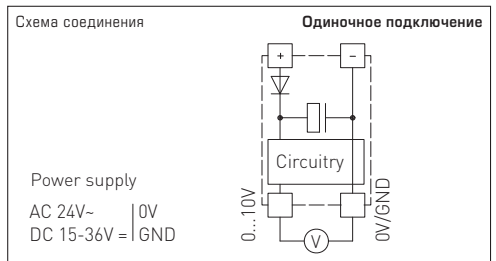 Схема соединения
Одиночное подключение
+ −
Circuitry
Power supply
AC 24V~ 0V
DC 15-36V = GND
0...10V
0V/GND
V